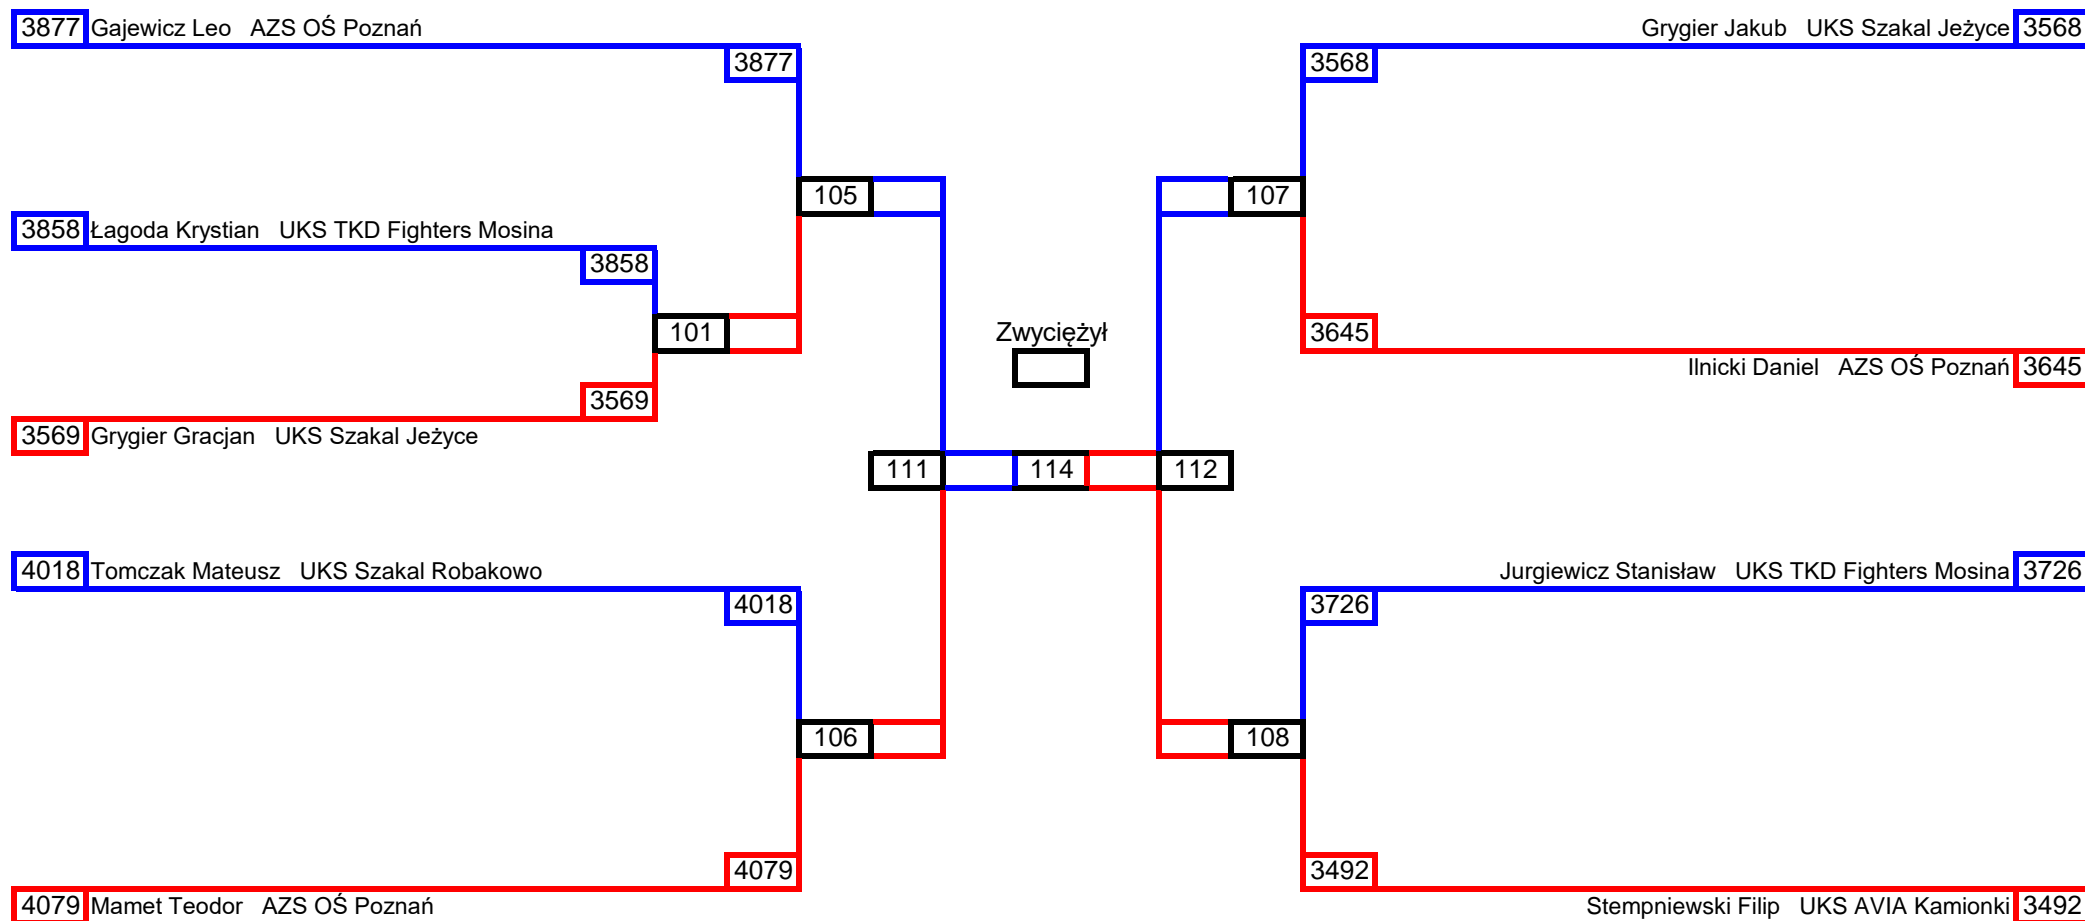 3877 Gajewicz Leo AZS OŚ Poznań
Grygier Jakub UKS Szakal Jeżyce 3568
3877
3568
105
107
3858 Łagoda Krystian UKS TKD Fighters Mosina
3858
101
Zwyciężył
3645
Ilnicki Daniel AZS OŚ Poznań 3645
3569
3569 Grygier Gracjan UKS Szakal Jeżyce
111
114
112
4018 Tomczak Mateusz UKS Szakal Robakowo
Jurgiewicz Stanisław UKS TKD Fighters Mosina 3726
4018
3726
106
108
4079
3492
4079 Mamet Teodor AZS OŚ Poznań
Stempniewski Filip UKS AVIA Kamionki 3492